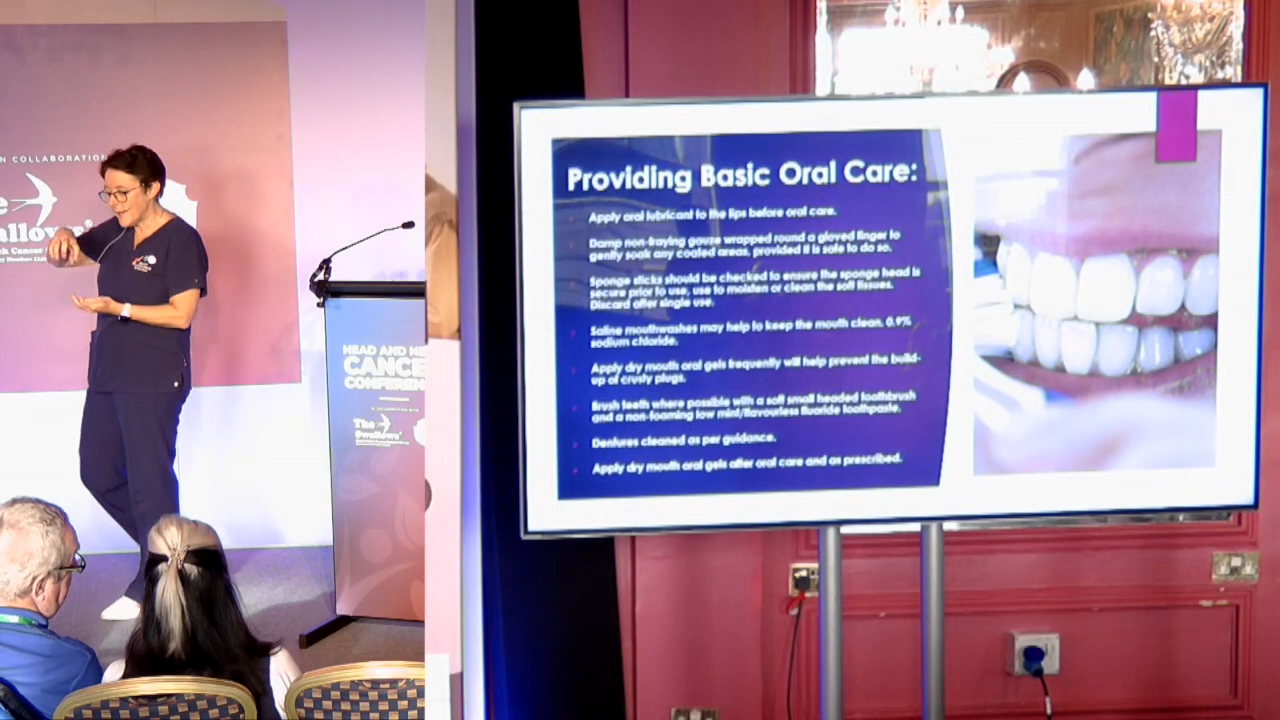 N COLLABORATION
The
Swallows'
HEAD AND NE
CANCE
CONFEREN
IN COLLABORATION WITH
The
Swallows'
Providing Basic Oral Care:
Apply oral lubricant to the lips before oral care.
Damp non-fraying gauze wrapped round a gloved finger to
gently soak any coated areas, provided it is safe to do so.
Sponge sticks should be checked to ensure the sponge head is
secure prior to use, use to moisten or clean the soft tissues.
Discard after single use.
Saline mouthwashes may help to keep the mouth clean, 0.9%
sodium chloride.
Apply dry mouth oral gels frequently will help prevent the build-
up of crusty plugs.
Brush teeth where possible with a soft small headed toothbrush
and a non-foaming low mint/flavourless fluoride toothpaste.
Dentures cleaned as per guidance.
Apply dry mouth oral gels after oral care and as prescribed.